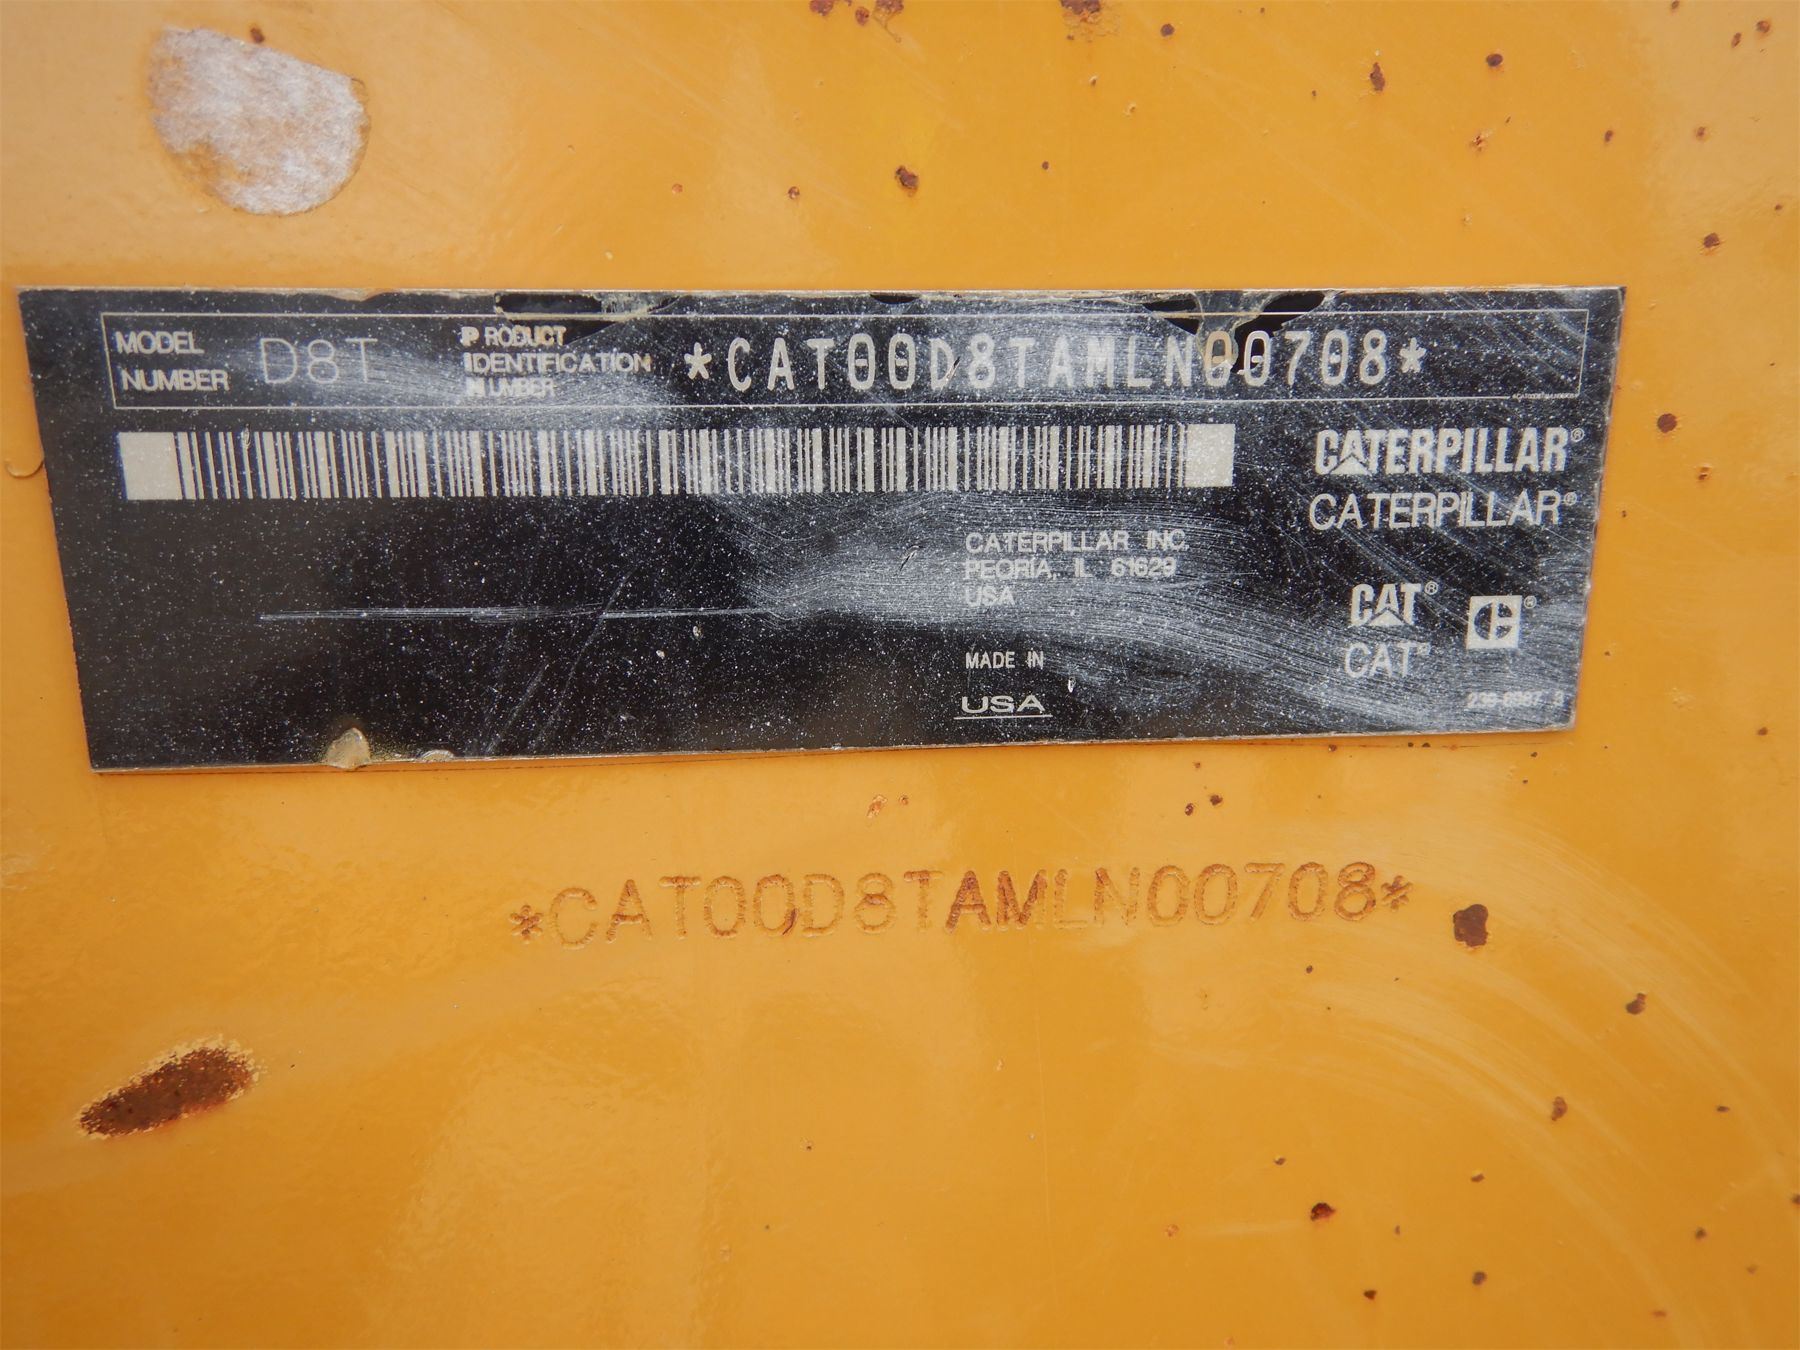 MODEL NUMBER D8T
PRODUCT IDENTIFICATION NUMBER *CAT00D8TAMLN00708*
CATERPILLAR®
CATERPILLAR®
CATERPILLAR INC.
PEORIA, IL 61629
USA
CAT®
CAT®
MADE IN
USA
*CAT00D8TAMLN00708*